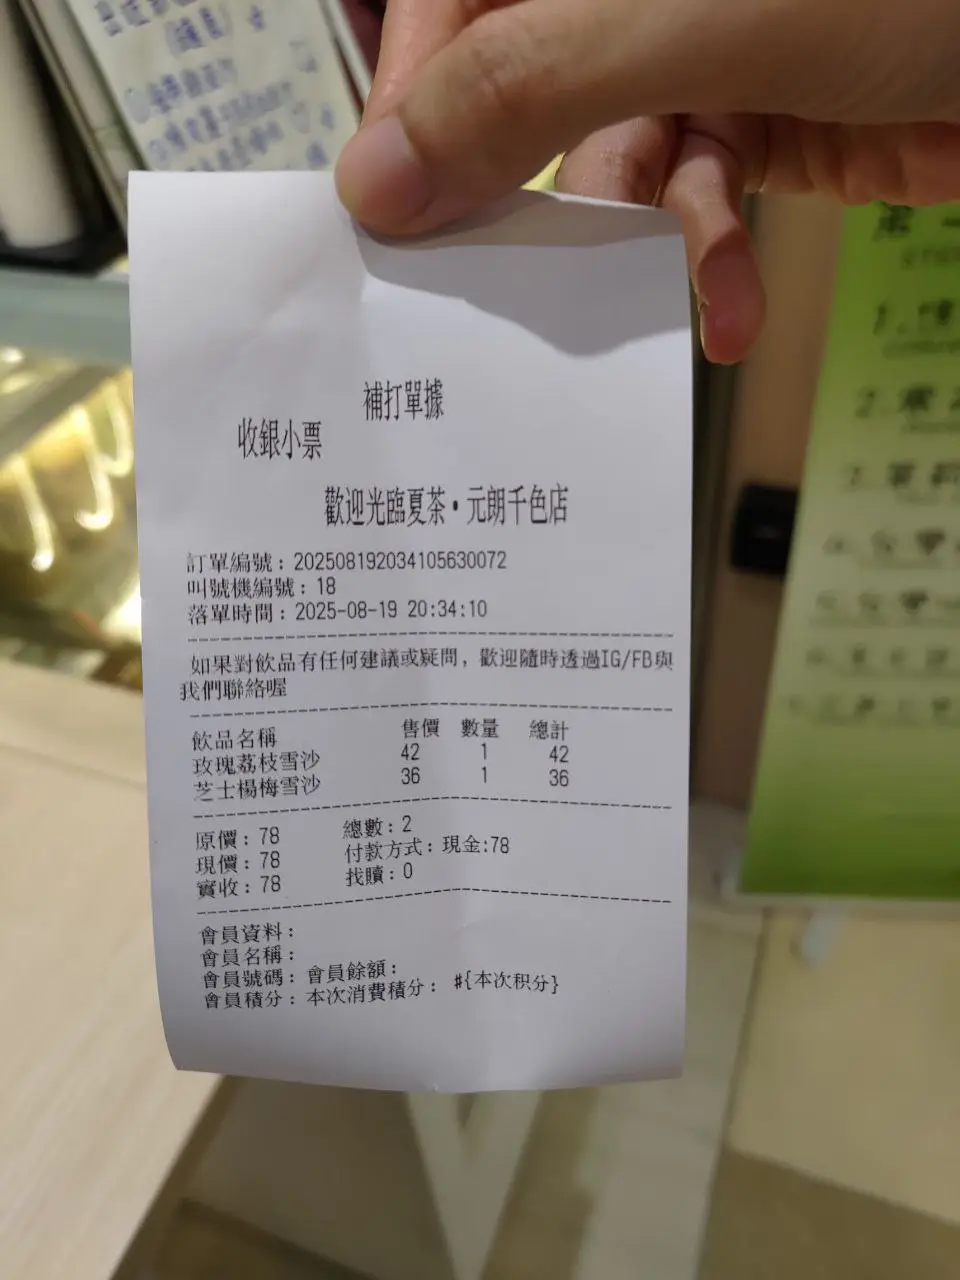 補打單據
收銀小票
歡迎光臨夏茶·元朗千色店
訂單編號：202508192034105630072
叫號機編號：18
落單時間：2025-08-19 20:34:10
如果對飲品有任何建議或疑問，歡迎隨時透過IG/FB與
我們聯絡喔
飲品名稱 售價 數量 總計
玫瑰荔枝雪沙 42 1 42
芝士楊梅雪沙 36 1 36
原價：78 總數：2
現價：78 付款方式：現金:78
實收：78 找贖：0
會員資料：
會員名稱：
會員號碼： 會員餘額：
會員積分： 本次消費積分： #{本次积分}